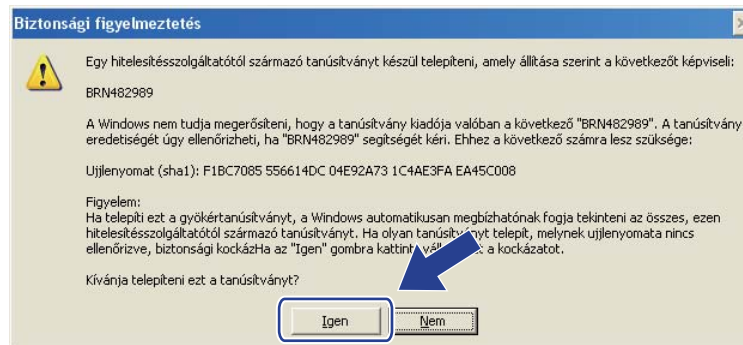 Biztonsági figyelmeztetés
Egy hitelesítésszolgáltatótól származó tanúsítványt készül telepíteni, amely állítása szerint a következőt képviseli:
BRN482989
A Windows nem tudja megerősíteni, hogy a tanúsítvány kiadója valóban a következő "BRN482989". A tanúsítvány
eredetiségét úgy ellenőrizheti, ha "BRN482989" segítségét kéri. Ehhez a következő számra lesz szüksége:
Ujjlenyomat (sha1): F1BC7085 556614DC 04E92A73 1C4AE3FA EA45C008
Figyelem:
Ha telepíti ezt a gyökértanúsítványt, a Windows automatikusan megbízhatónak fogja tekinteni az összes, ezen
hitelesítésszolgáltatótól származó tanúsítványt. Ha olyan tanúsítványt telepít, melynek ujjlenyomata nincs
ellenőrizve, biztonsági kockázHa az "Igen" gombra kattint a kockázatot.
Kívánja telepíteni ezt a tanúsítványt?
Igen Nem